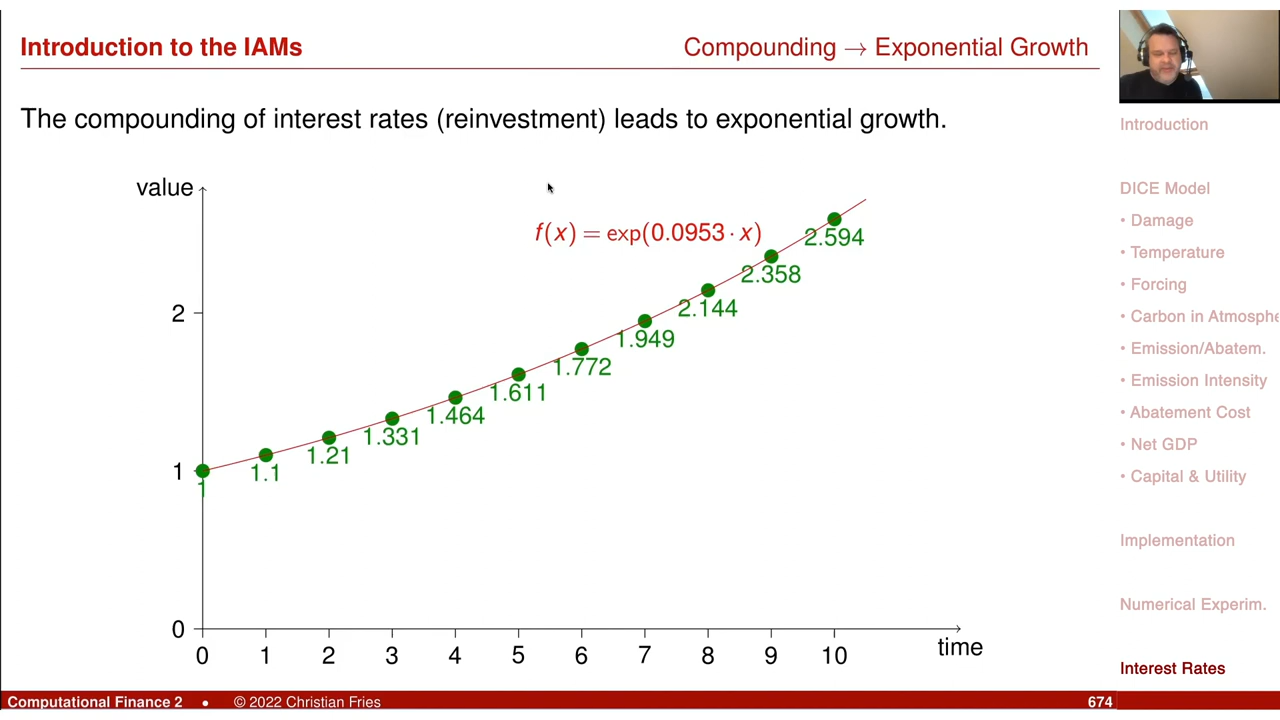 Introduction to the IAMs
Compounding → Exponential Growth
The compounding of interest rates (reinvestment) leads to exponential growth.
value
f(x) = exp(0.0953 · x)
2.594
2.358
2.144
1.949
1.772
1.611
1.464
1.331
1.21
1.1
1
2
1
0
0 1 2 3 4 5 6 7 8 9 10
time
Introduction
DICE Model
• Damage
• Temperature
• Forcing
• Carbon in Atmosphe
• Emission/Abatem.
• Emission Intensity
• Abatement Cost
• Net GDP
• Capital & Utility
Implementation
Numerical Experim.
Interest Rates
Computational Finance 2 • © 2022 Christian Fries 674